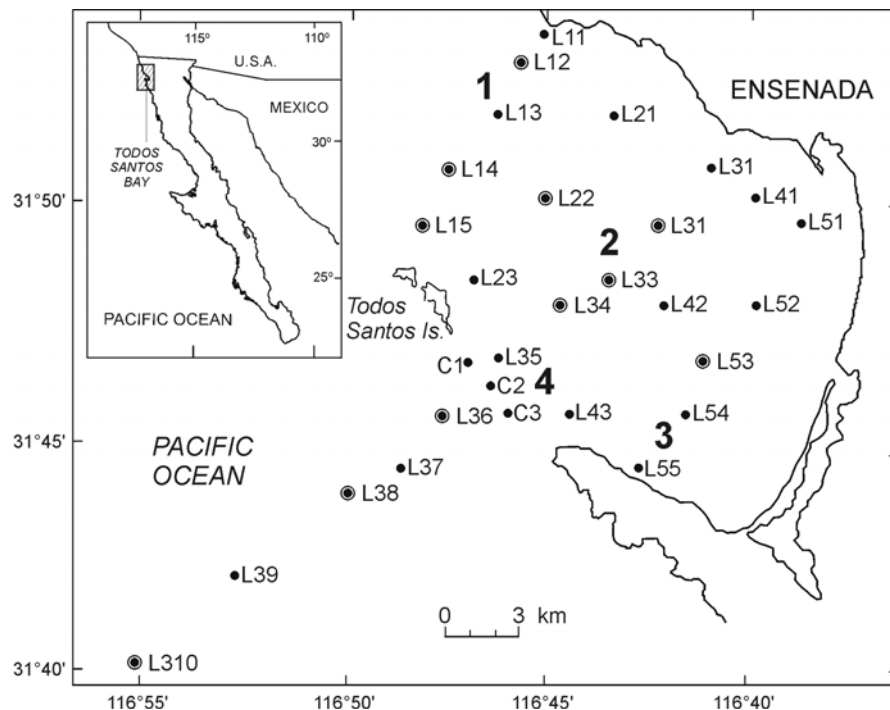 115°
110°
U.S.A.
MEXICO
TODOS
SANTOS
BAY
30°
25°
PACIFIC OCEAN
L11
L12
1
ENSENADA
L13
L21
L14
L31
31°50'
L22
L41
L15
L31
L51
2
L23
L33
Todos
Santos Is.
L34
L42
L52
L35
C1
L53
4
C2
L36
C3
L43
L54
31°45'
3
PACIFIC
OCEAN
L37
L55
L38
L39
0 3 km
31°40'
L310
116°55'
116°50'
116°45'
116°40'